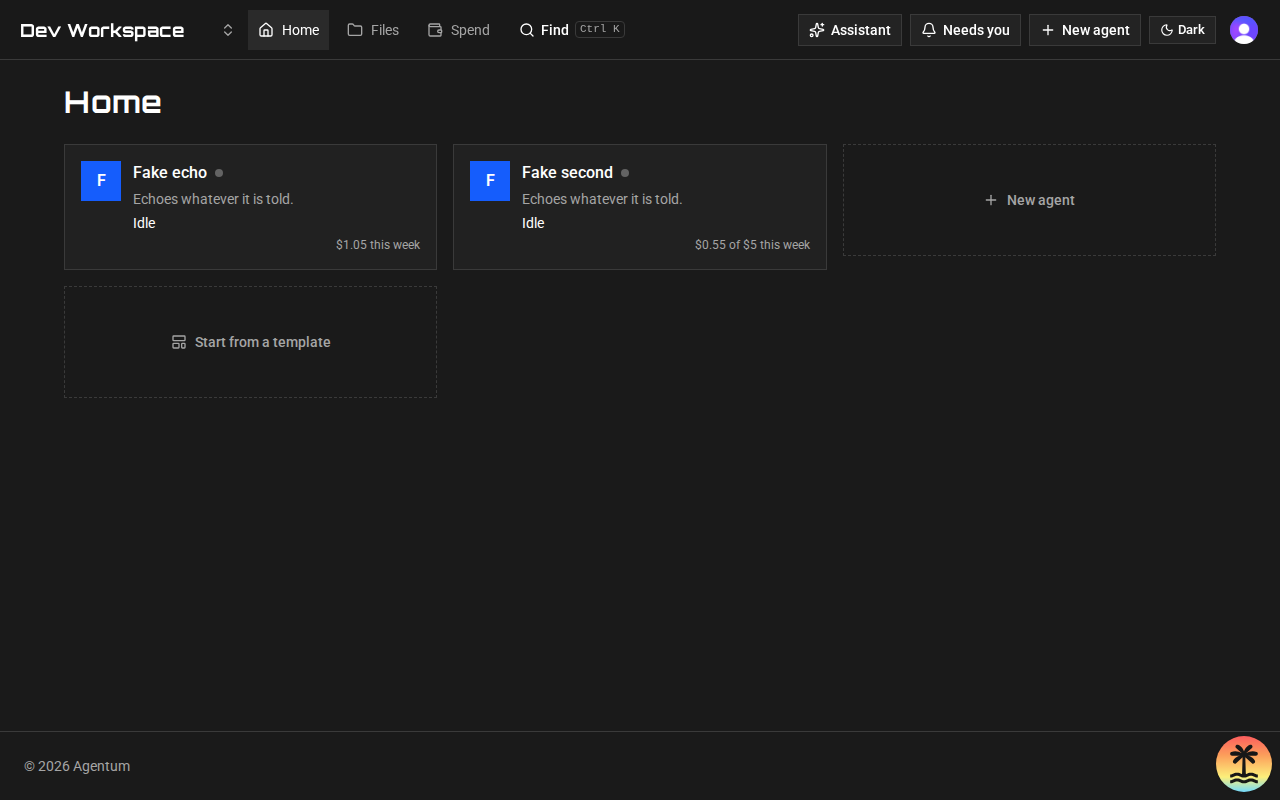 Dev Workspace
Home
Files
Spend
Find
Ctrl K
Assistant
Needs you
New agent
Dark
Home
F
Fake echo
Echoes whatever it is told.
Idle
$1.05 this week
F
Fake second
Echoes whatever it is told.
Idle
$0.55 of $5 this week
New agent
Start from a template
© 2026 Agentum